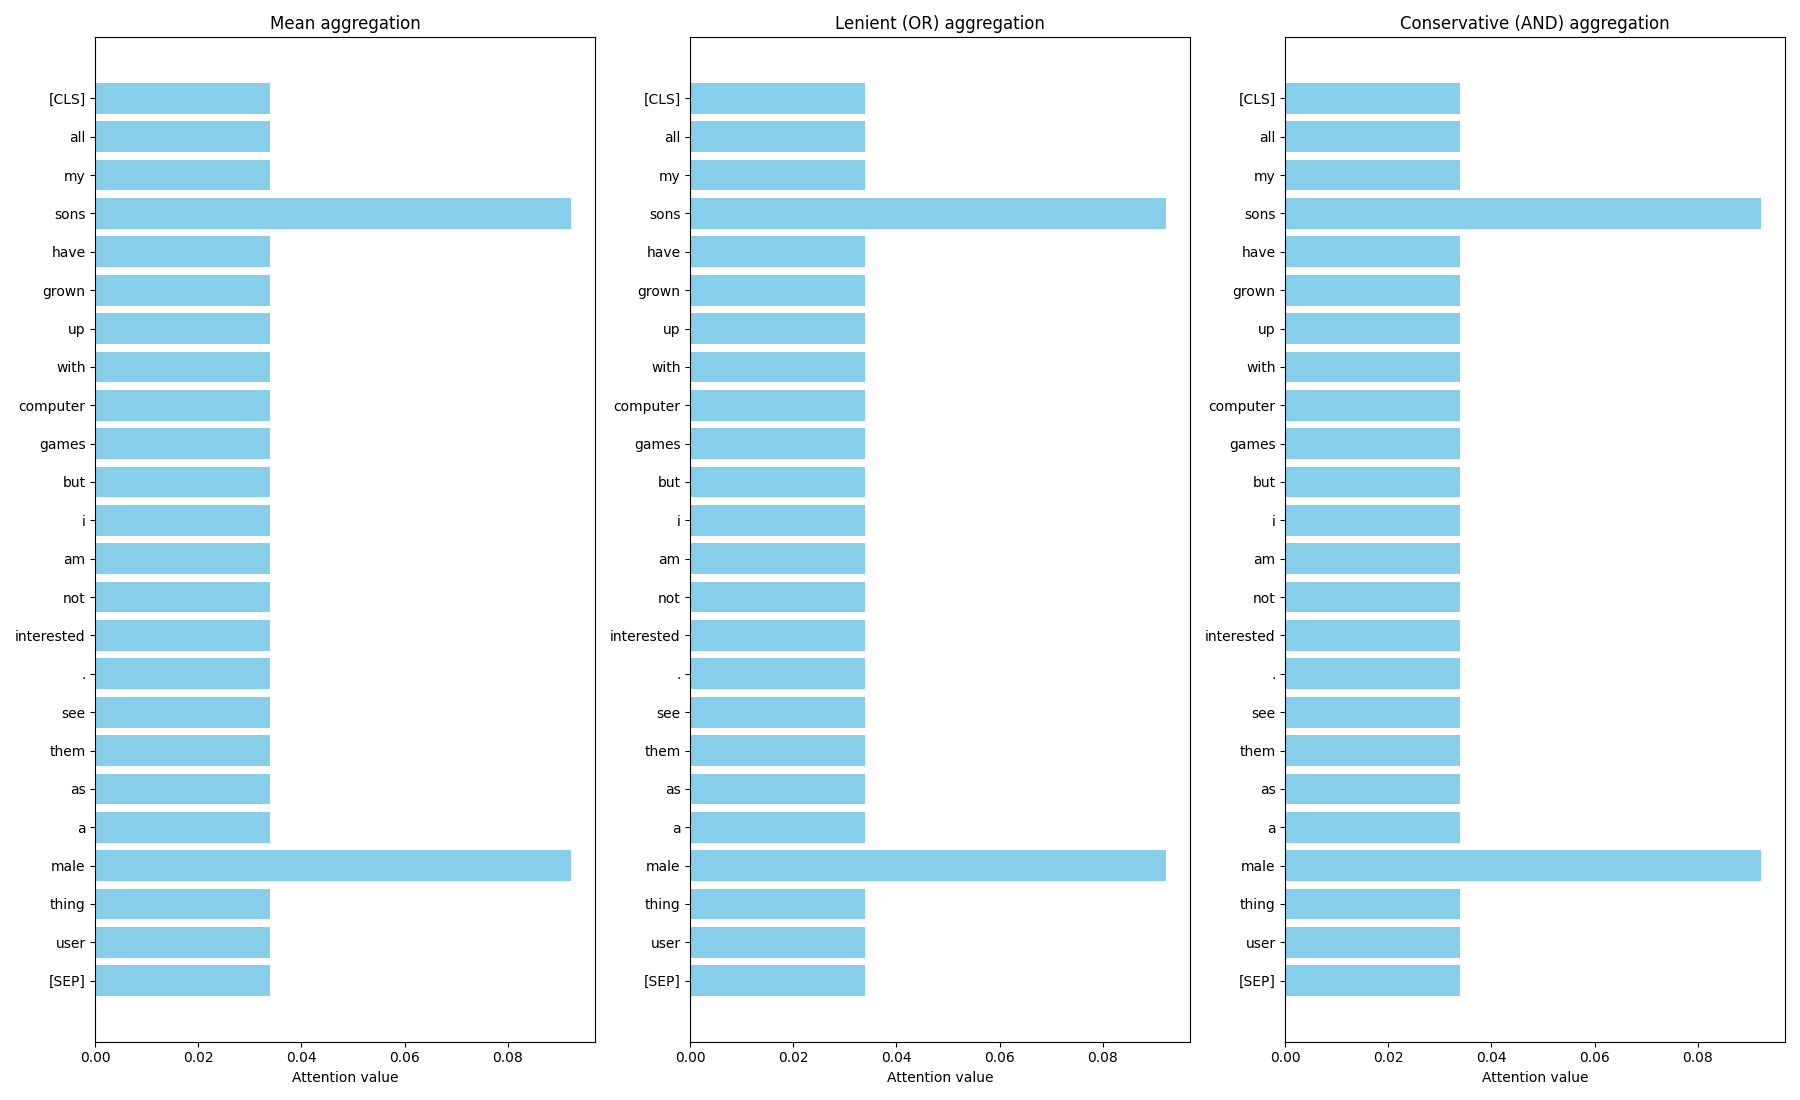 Mean aggregation
[CLS]
all
my
sons
have
grown
up
with
computer
games
but
i
am
not
interested
.
see
them
as
a
male
thing
user
[SEP]
0.00 0.02 0.04 0.06 0.08
Attention value
Lenient (OR) aggregation
[CLS]
all
my
sons
have
grown
up
with
computer
games
but
i
am
not
interested
.
see
them
as
a
male
thing
user
[SEP]
0.00 0.02 0.04 0.06 0.08
Attention value
Conservative (AND) aggregation
[CLS]
all
my
sons
have
grown
up
with
computer
games
but
i
am
not
interested
.
see
them
as
a
male
thing
user
[SEP]
0.00 0.02 0.04 0.06 0.08
Attention value